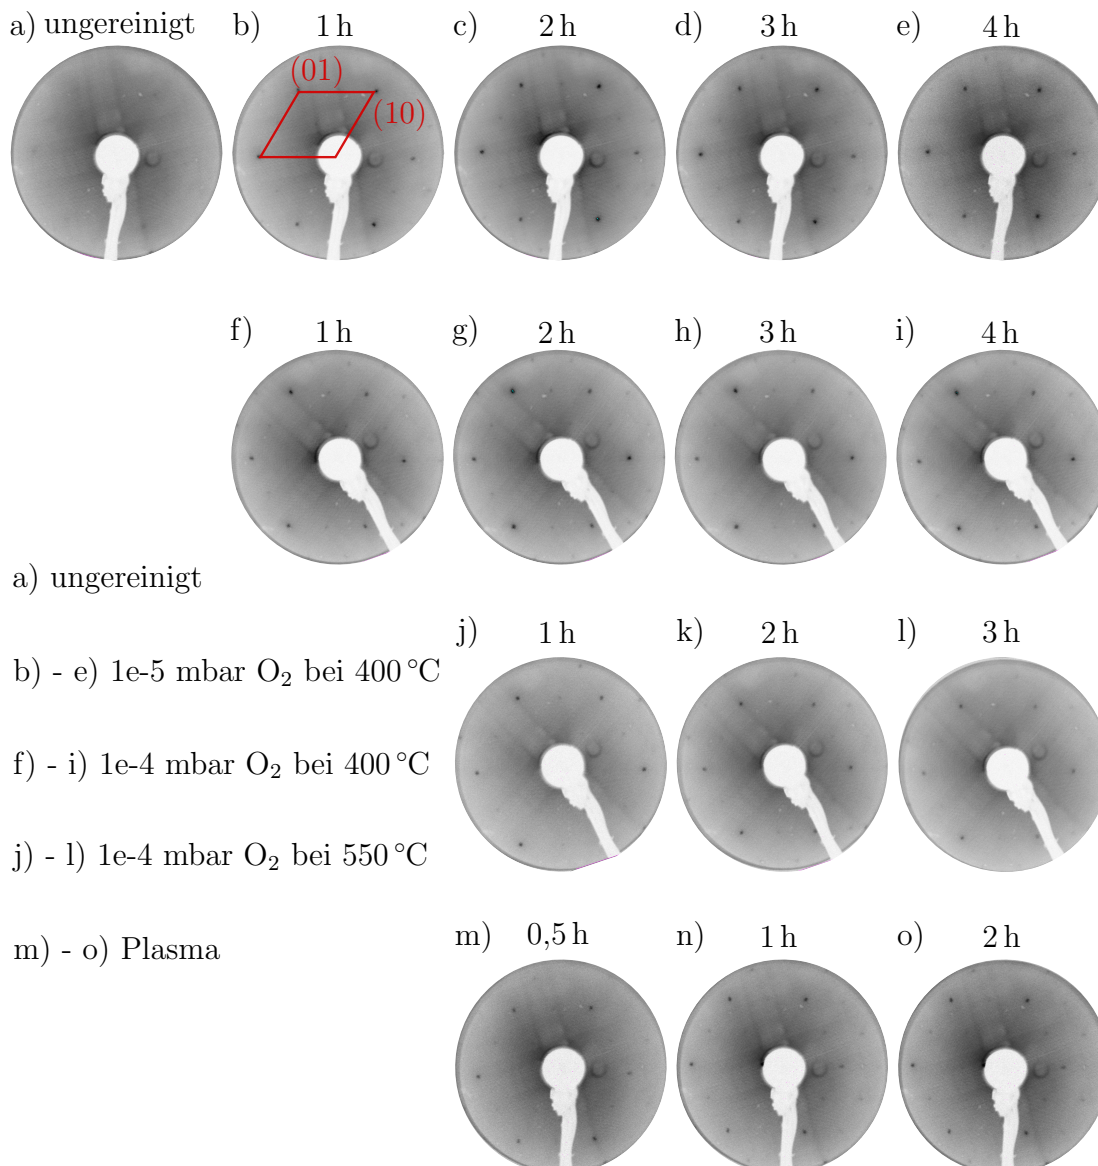 a) ungereinigt b) 1 h c) 2 h d) 3 h e) 4 h
(01)
(10)
f) 1 h g) 2 h h) 3 h i) 4 h
a) ungereinigt
j) 1 h k) 2 h l) 3 h
b) - e) 1e-5 mbar O₂ bei 400 °C
f) - i) 1e-4 mbar O₂ bei 400 °C
j) - l) 1e-4 mbar O₂ bei 550 °C
m) 0,5 h n) 1 h o) 2 h
m) - o) Plasma